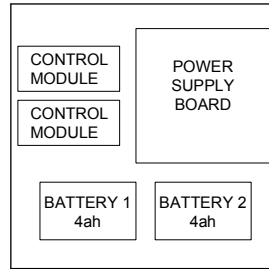 CONTROL
MODULE
POWER
SUPPLY
BOARD
CONTROL
MODULE
BATTERY 1
4ah
BATTERY 2
4ah